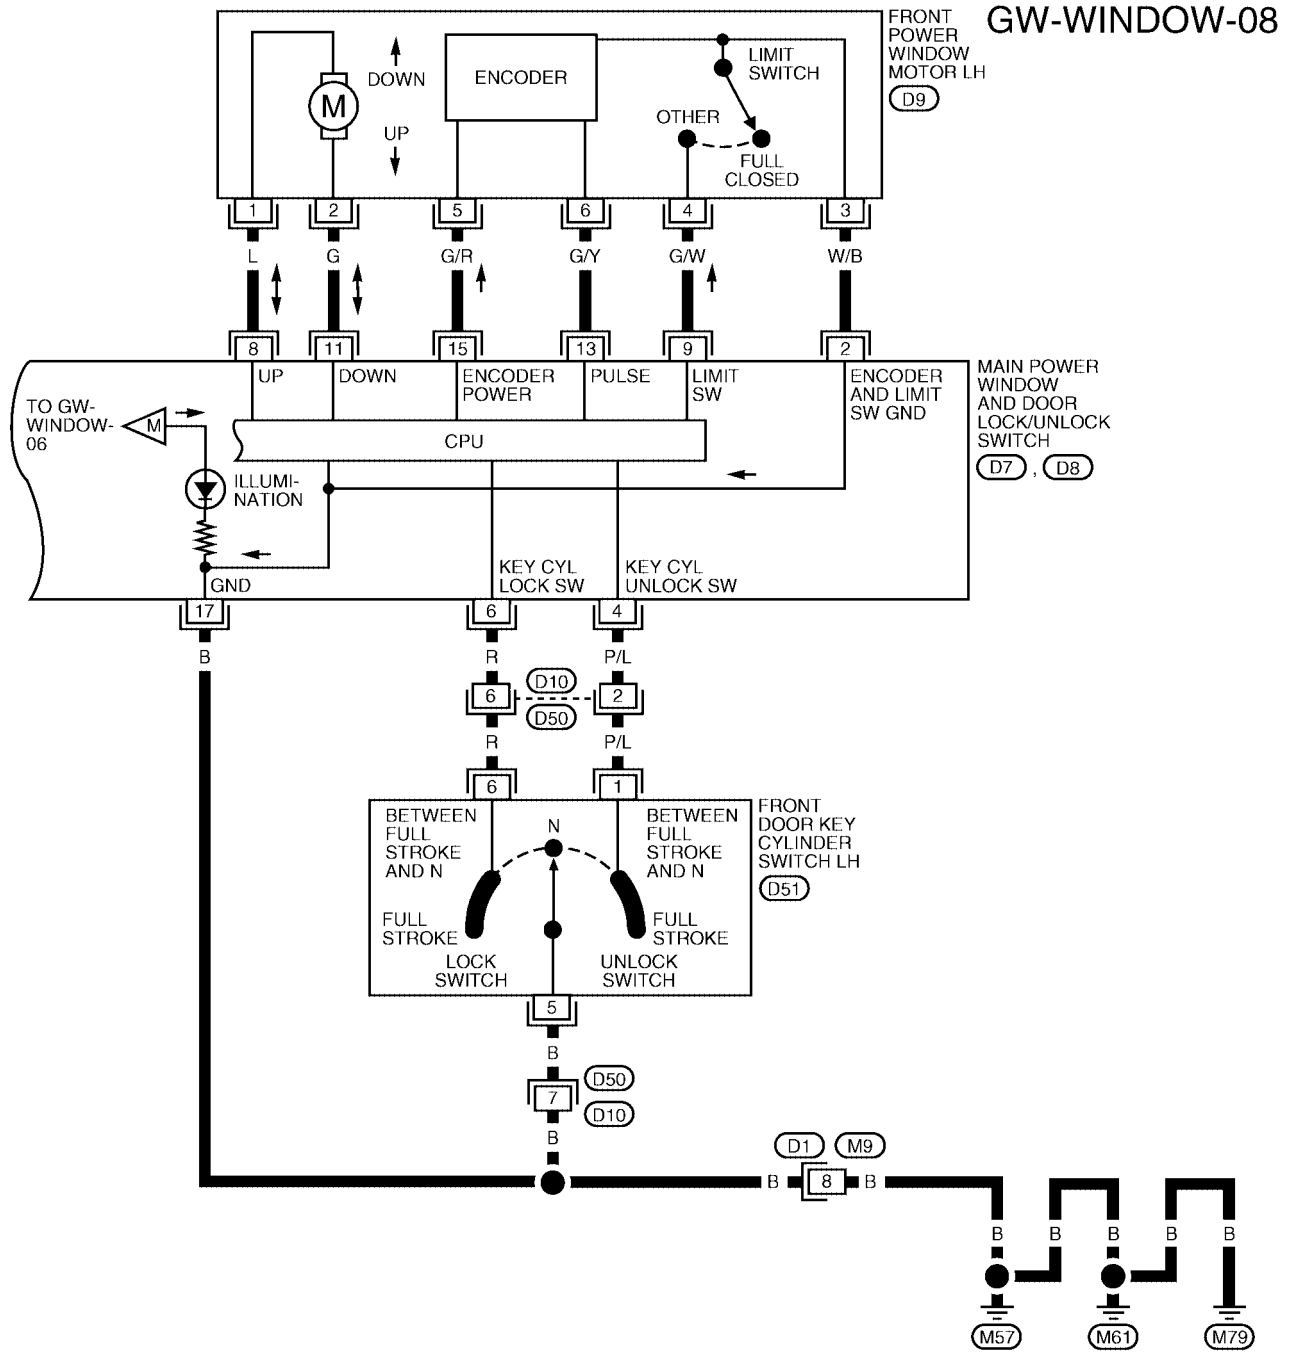 GW-WINDOW-08
FRONT
POWER
WINDOW
MOTOR LH
D9
DOWN
M
UP
ENCODER
LIMIT
SWITCH
OTHER
FULL
CLOSED
1
2
5
6
4
3
L
G
G/R
G/Y
G/W
W/B
8
11
15
13
9
2
UP
DOWN
ENCODER
POWER
PULSE
LIMIT
SW
ENCODER
AND LIMIT
SW GND
MAIN POWER
WINDOW
AND DOOR
LOCK/UNLOCK
SWITCH
D7 , D8
TO GW-
WINDOW-
06
M
CPU
ILLUMI-
NATION
GND
KEY CYL
LOCK SW
KEY CYL
UNLOCK SW
17
6
4
B
R
P/L
6
D10
D50
2
R
P/L
6
1
BETWEEN
FULL
STROKE
AND N
N
BETWEEN
FULL
STROKE
AND N
FRONT
DOOR KEY
CYLINDER
SWITCH LH
D51
FULL
STROKE
FULL
STROKE
LOCK
SWITCH
UNLOCK
SWITCH
5
B
7
D50
D10
B
D1
M9
B
8
B
B
B
B
B
B
M57
M61
M79